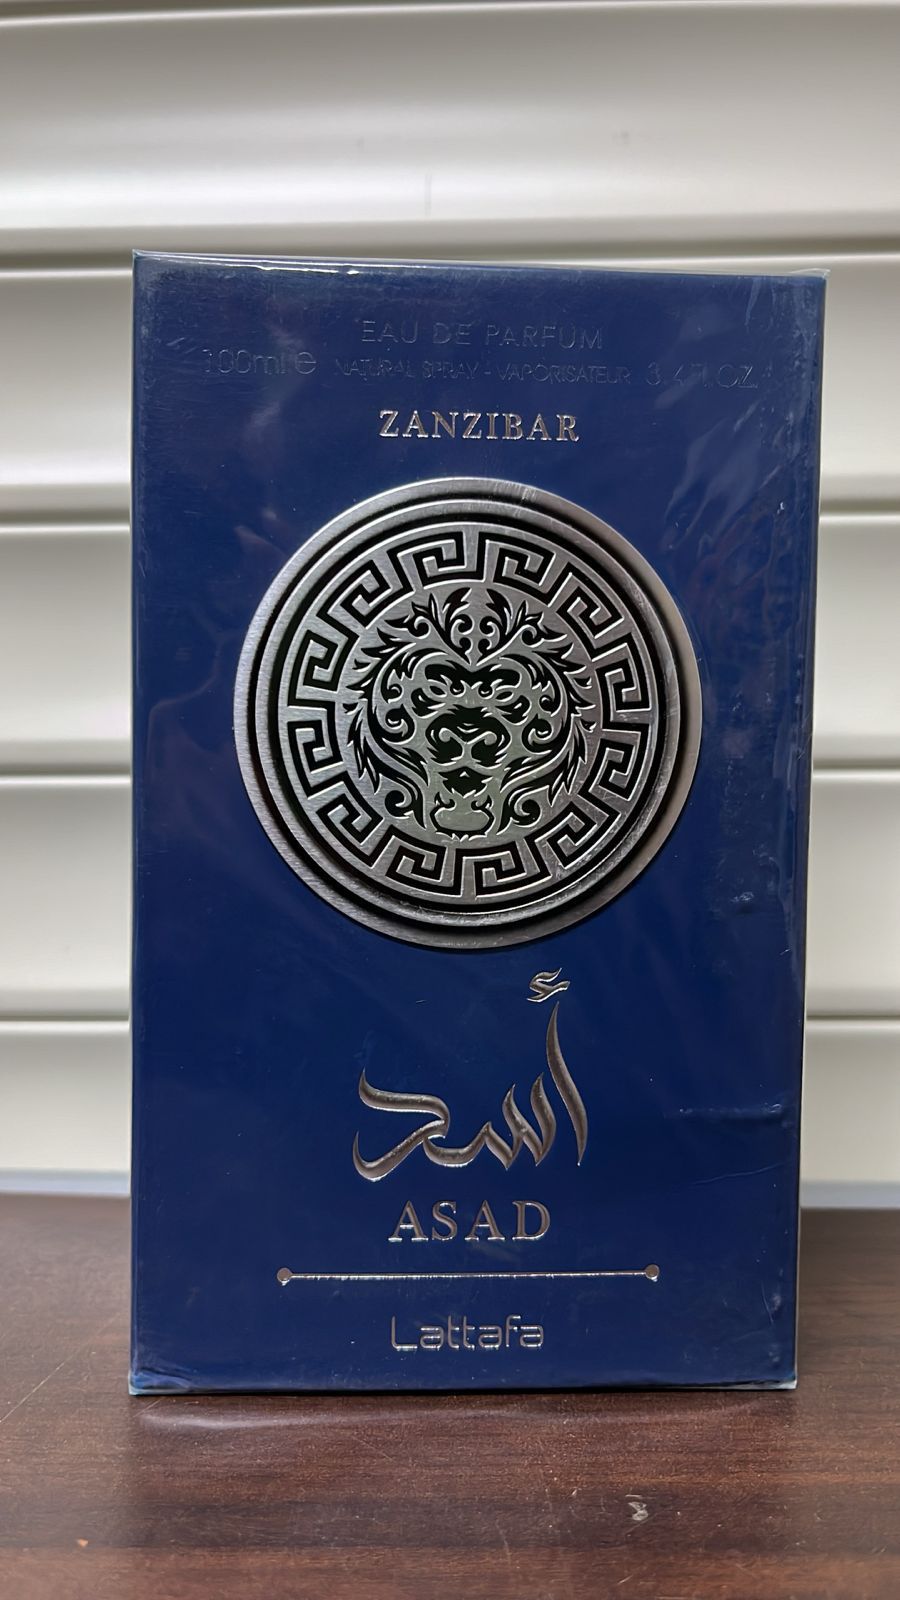 EAU DE PARFUM
100ml e NATURAL SPRAY - VAPORISATEUR 3.4 FL.OZ.
ZANZIBAR
أسد
ASAD
Lattafa